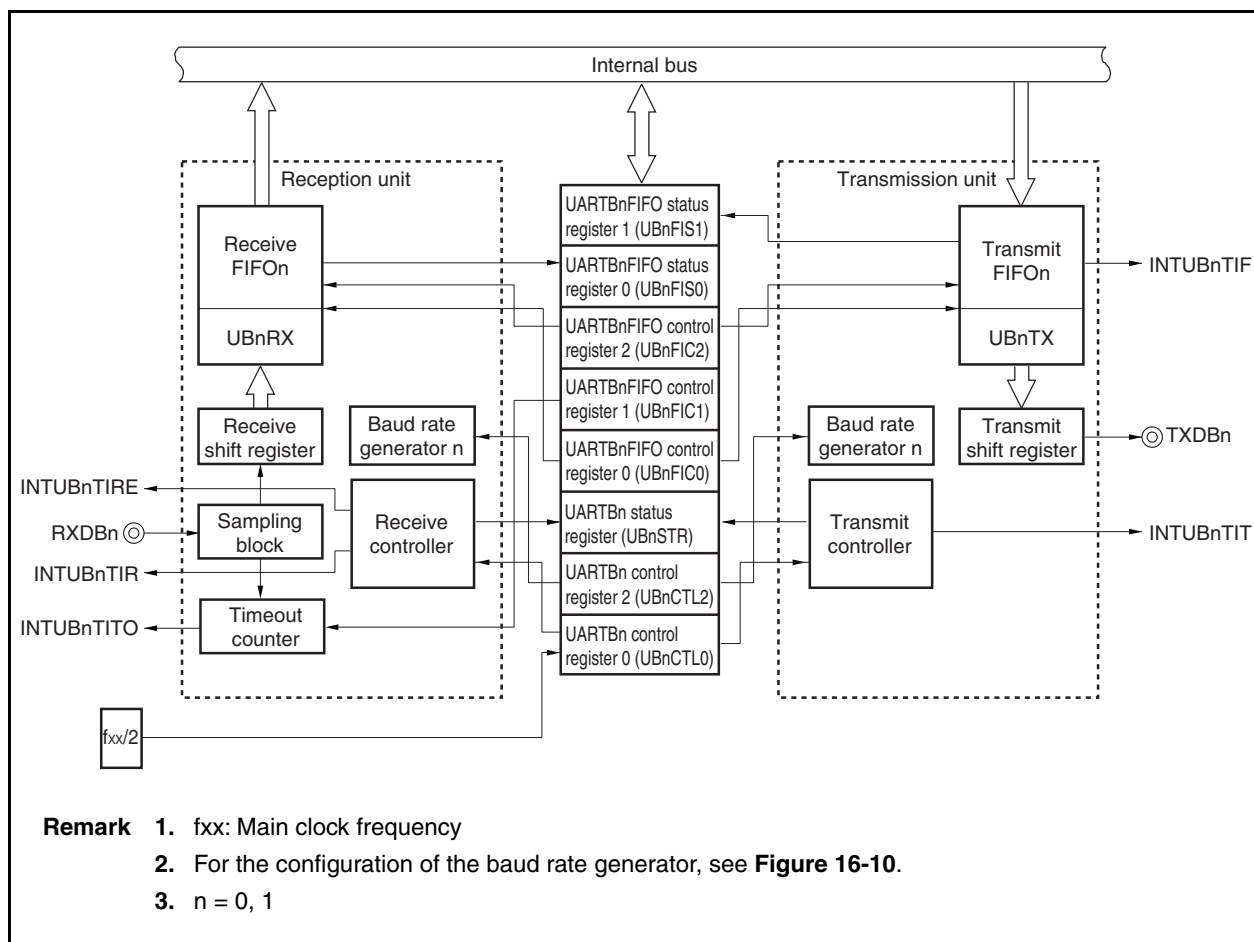 Internal bus
Reception unit
Receive
FIFOn
UBnRX
Receive
shift register
Baud rate
generator n
INTUBnTIRE
RXDBn
Sampling
block
Receive
controller
INTUBnTIR
INTUBnTITO
Timeout
counter
fxx/2
UARTBnFIFO status
register 1 (UBnFIS1)
UARTBnFIFO status
register 0 (UBnFIS0)
UARTBnFIFO control
register 2 (UBnFIC2)
UARTBnFIFO control
register 1 (UBnFIC1)
UARTBnFIFO control
register 0 (UBnFIC0)
UARTBn status
register (UBnSTR)
UARTBn control
register 2 (UBnCTL2)
UARTBn control
register 0 (UBnCTL0)
Transmission unit
Transmit
FIFOn
INTUBnTIF
UBnTX
Baud rate
generator n
Transmit
shift register
TXDBn
Transmit
controller
INTUBnTIT
Remark 1. fxx: Main clock frequency
2. For the configuration of the baud rate generator, see Figure 16-10.
3. n = 0, 1